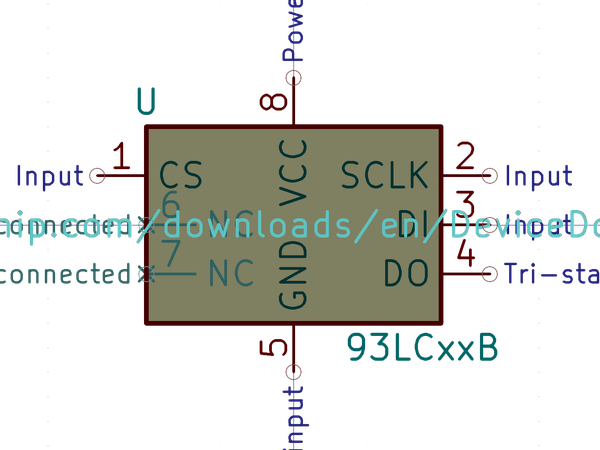 Powe
U
8
1
2
Input
CS
VCC
SCLK
Input
6
3
connected
NC
DI
Input
hip.com/downloads/en/DeviceDo
7
4
connected
NC
GND
DO
Tri-sta
5
93LCxxB
input